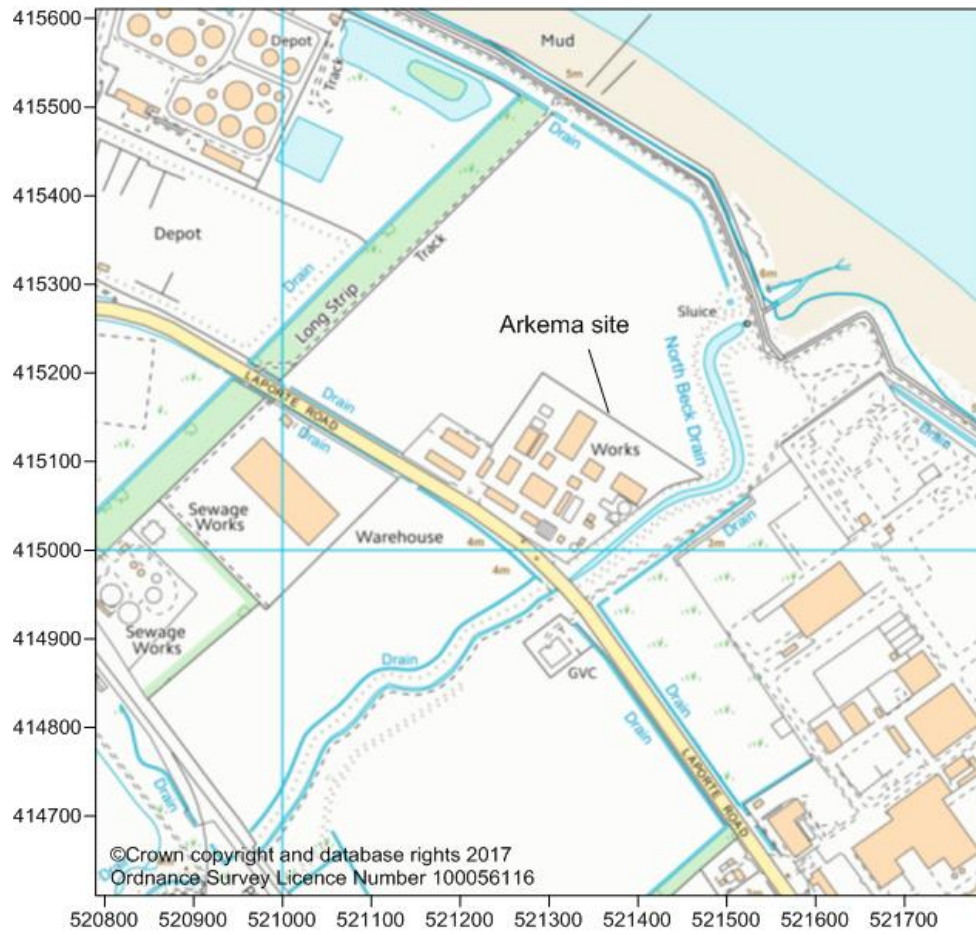 415600
415500
415400
415300
415200
415100
415000
414900
414800
414700
Depot
Track
Mud
5m
Drain
Depot
Track
Drain
Long Strip
6m
Sluice
Arkema site
North Beck Drain
LAPORTE ROAD
Drain
Drain
Works
Drain
Sewage
Works
Warehouse
4m
4m
3m
Drain
Sewage
Works
Drain
GVC
Drain
Drain
LAPORTE ROAD
Drain
Drain
©Crown copyright and database rights 2017
Ordnance Survey Licence Number 100056116
520800 520900 521000 521100 521200 521300 521400 521500 521600 521700